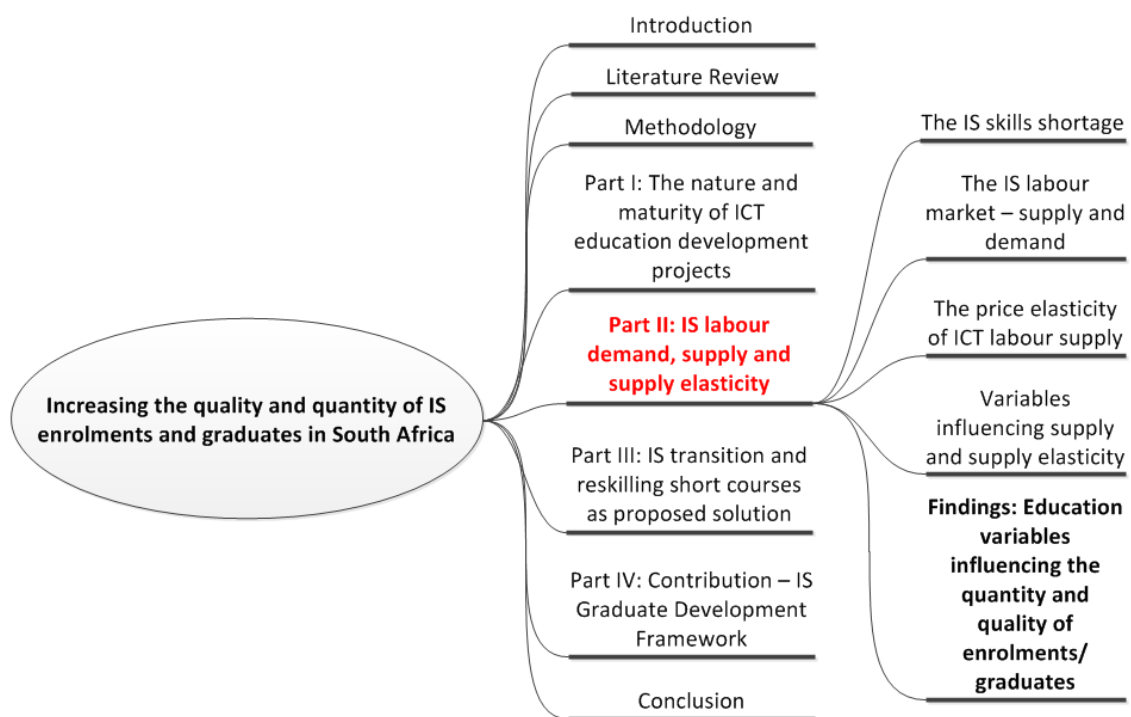 Increasing the quality and quantity of IS
enrolments and graduates in South Africa
Introduction
Literature Review
Methodology
Part I: The nature and
maturity of ICT
education development
projects
Part II: IS labour
demand, supply and
supply elasticity
Part III: IS transition and
reskilling short courses
as proposed solution
Part IV: Contribution – IS
Graduate Development
Framework
Conclusion
The IS skills shortage
The IS labour
market – supply and
demand
The price elasticity
of ICT labour supply
Variables
influencing supply
and supply elasticity
Findings: Education
variables
influencing the
quantity and
quality of
enrolments/
graduates